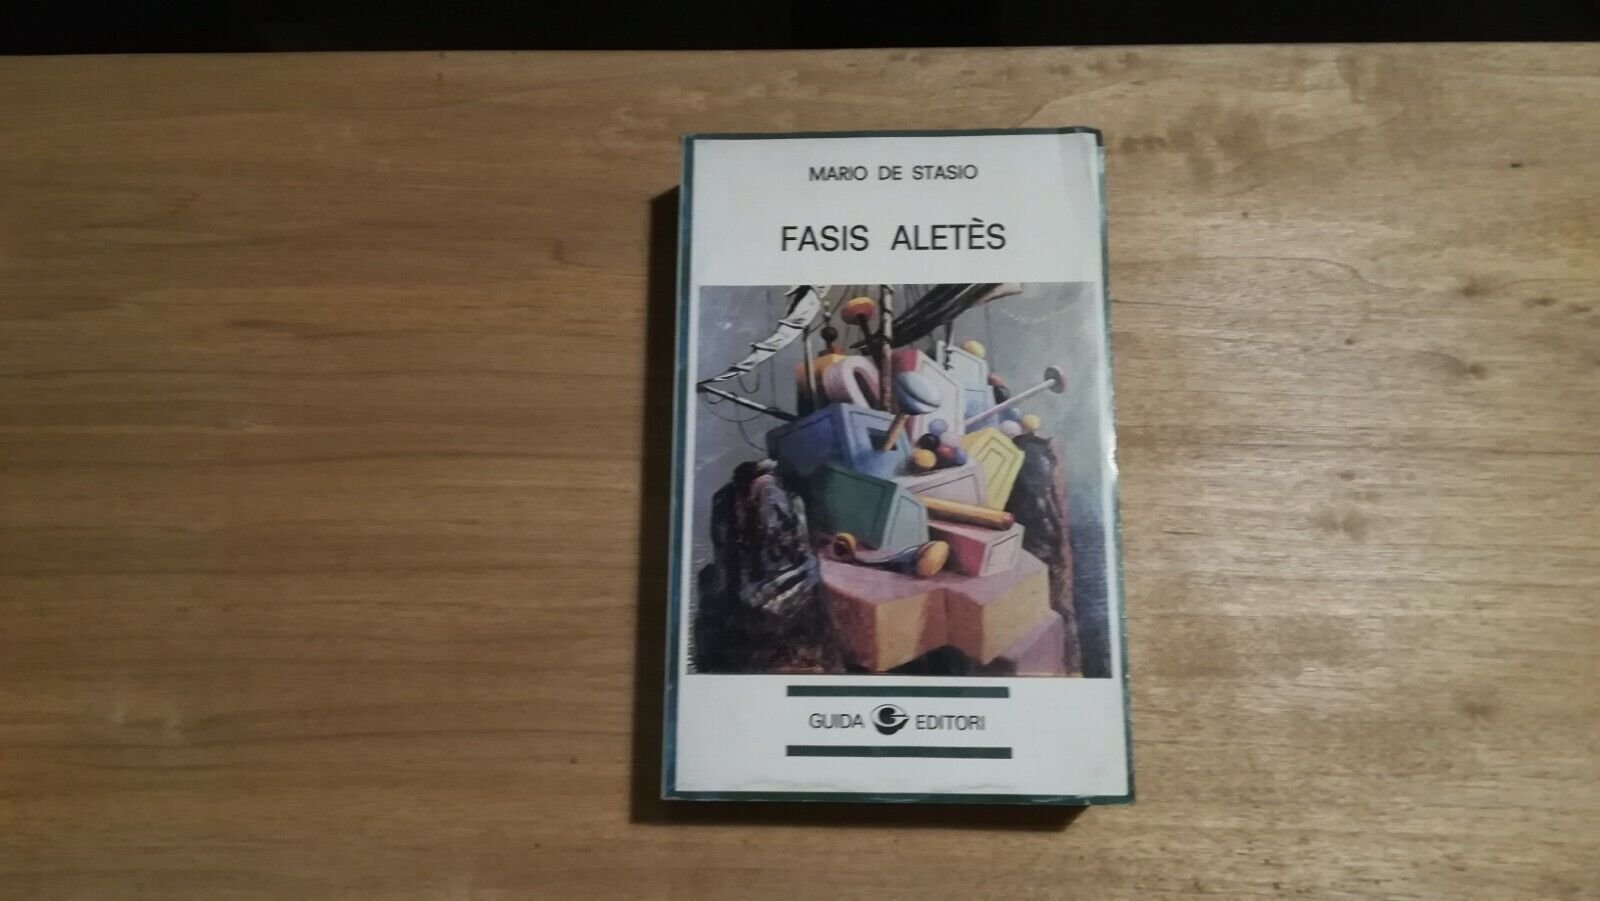 MARIO DE STASIO
FASIS ALETÈS
GUIDA EDITORI